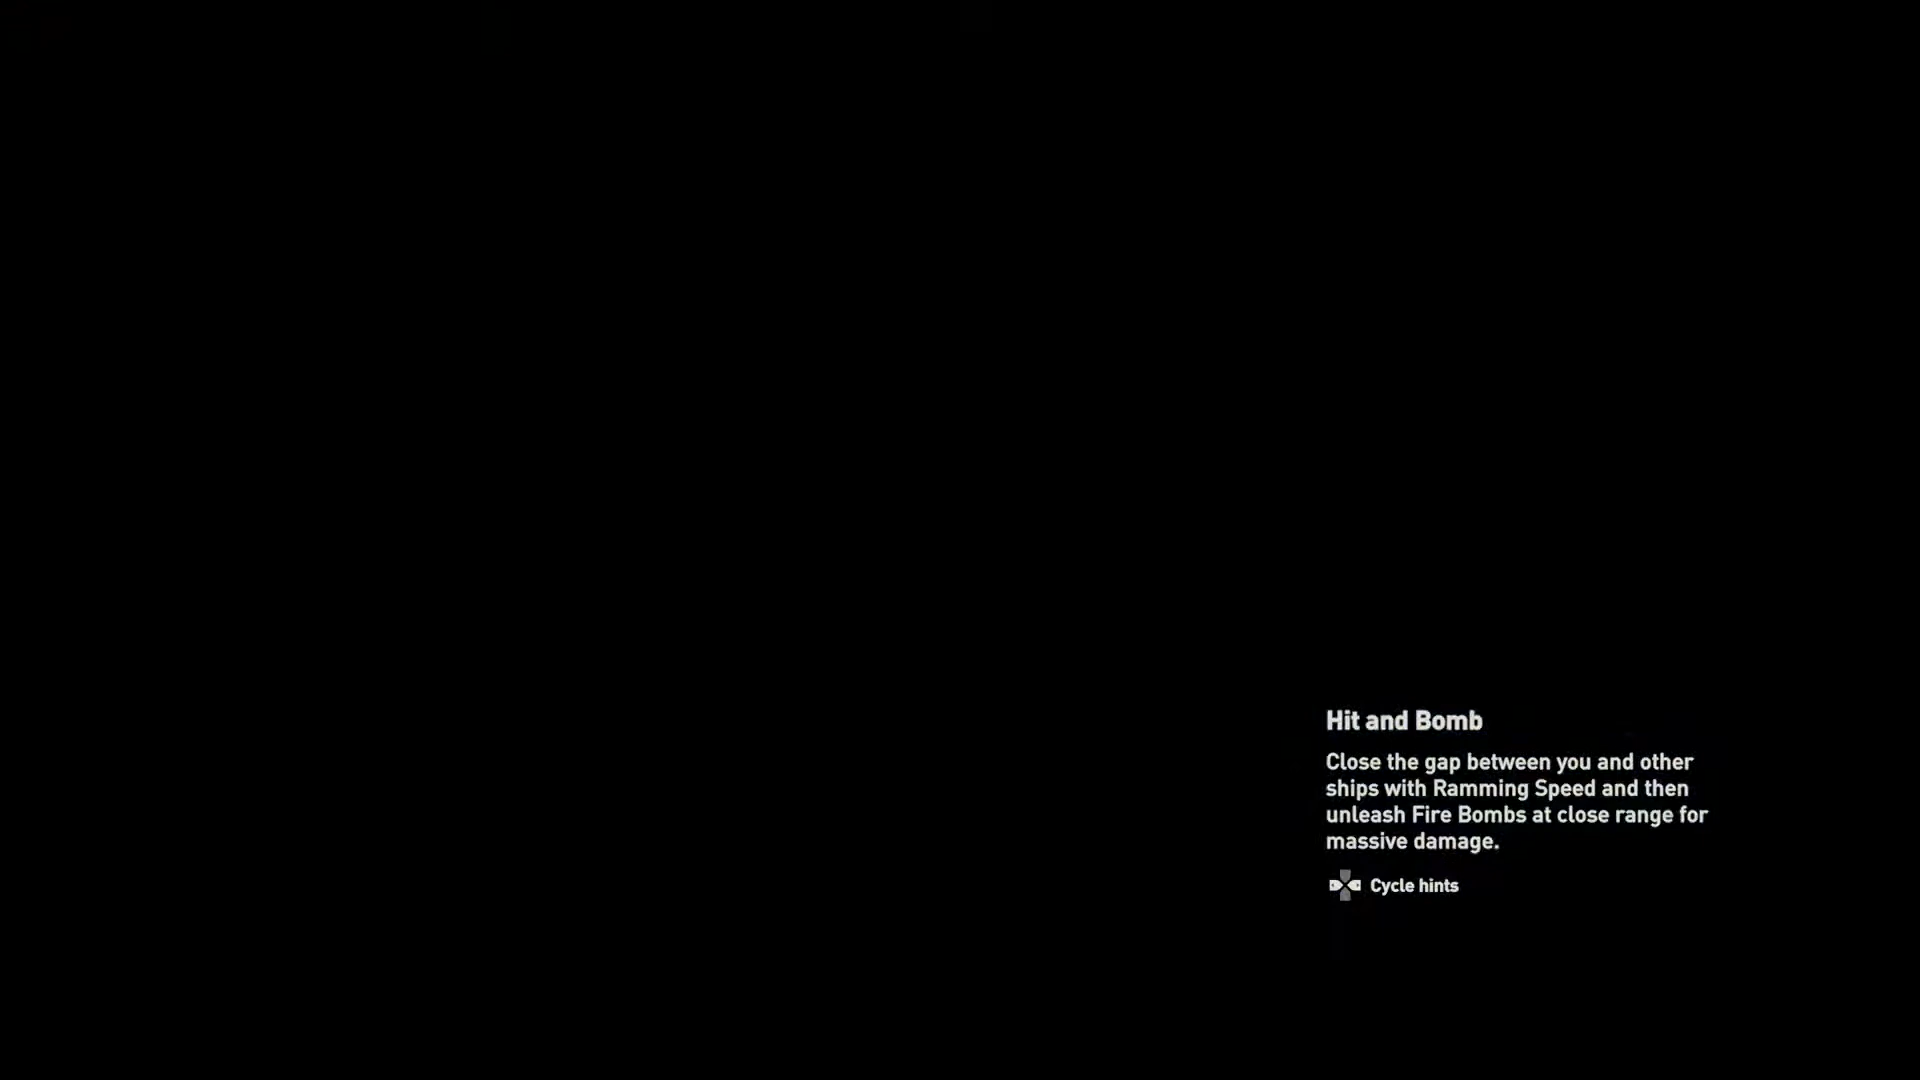 Hit and Bomb
Close the gap between you and other
ships with Ramming Speed and then
unleash Fire Bombs at close range for
massive damage.
Cycle hints